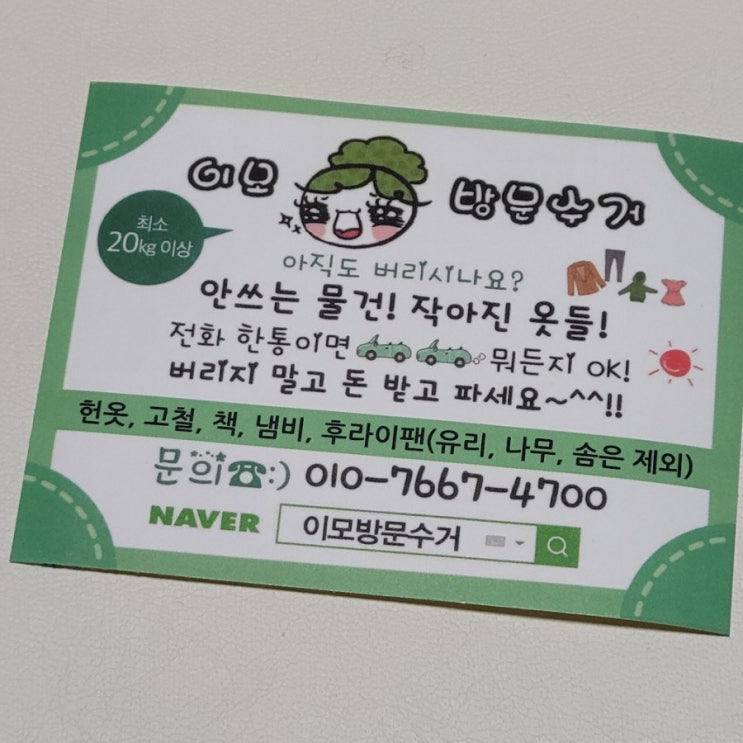 이모 방문수거
최소
20kg 이상
아직도 버리시나요?
안쓰는 물건! 작아진 옷들!
전화 한통이면 뭐든지 OK!
버리지 말고 돈 받고 파세요~^^!!
헌옷, 고철, 책, 냄비, 후라이팬(유리, 나무, 솜은 제외)
문의☎:) 010-7667-4700
NAVER 이모방문수거